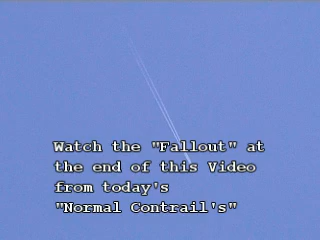 Watch the "Fallout" at
the end of this Video
from today's
"Normal Contrail's"